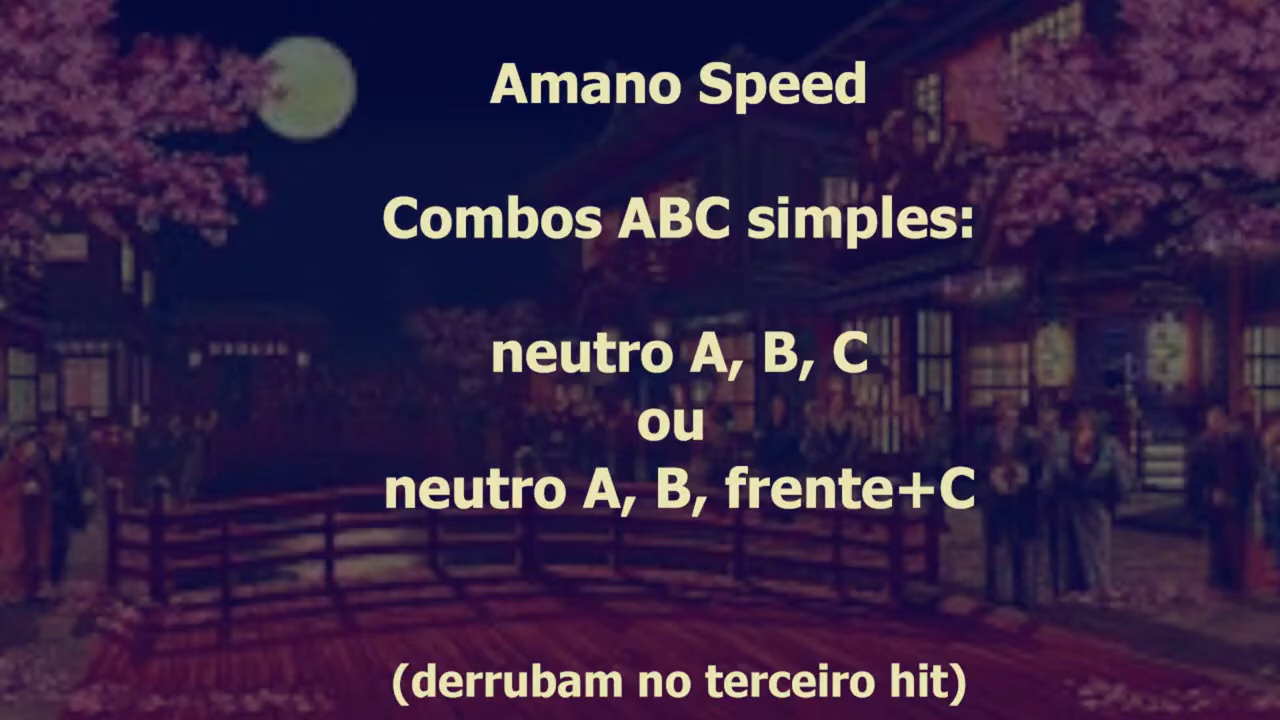 Amano Speed
Combos ABC simples:
neutro A, B, C
ou
neutro A, B, frente+C
(derrubam no terceiro hit)